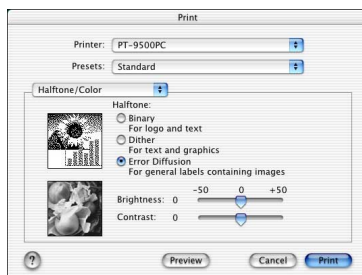 Print
Printer: PT-9500PC
Presets: Standard
Halftone/Color
Halftone:
Binary
For logo and text
Dither
For text and graphics
Error Diffusion
For general labels containing images
-50 0 +50
Brightness: 0
Contrast: 0
? Preview Cancel Print